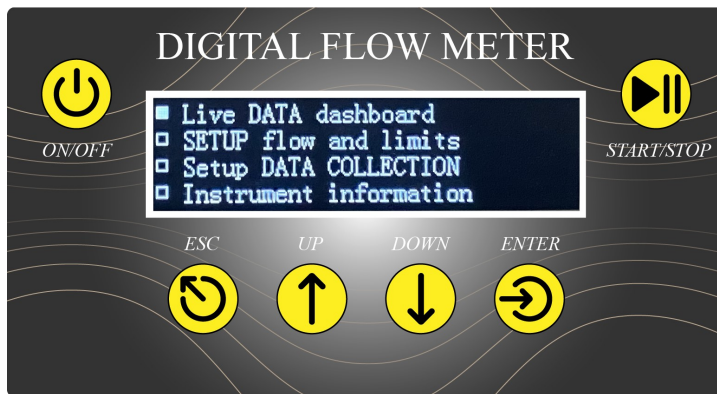 DIGITAL FLOW METER
ON/OFF
Live DATA dashboard
SETUP flow and limits
Setup DATA COLLECTION
Instrument information
START/STOP
ESC
UP
DOWN
ENTER